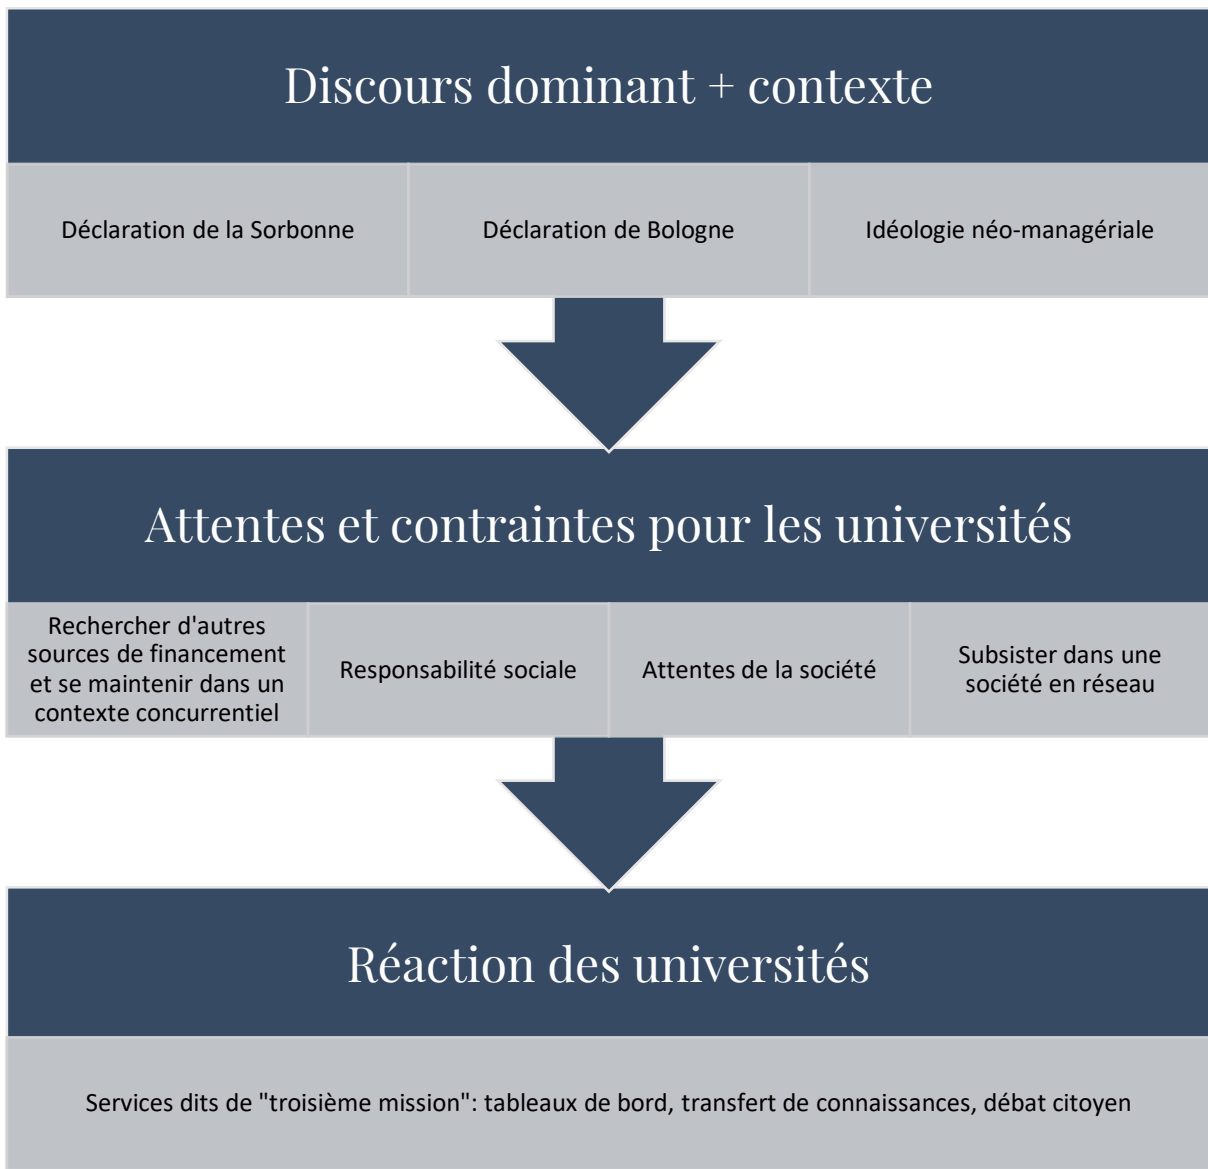 Discours dominant + contexte
Déclaration de la Sorbonne
Déclaration de Bologne
Idéologie néo-managériale
Attentes et contraintes pour les universités
Rechercher d'autres
sources de financement
et se maintenir dans un
contexte concurrentiel
Responsabilité sociale
Attentes de la société
Subsister dans une
société en réseau
Réaction des universités
Services dits de "troisième mission": tableaux de bord, transfert de connaissances, débat citoyen